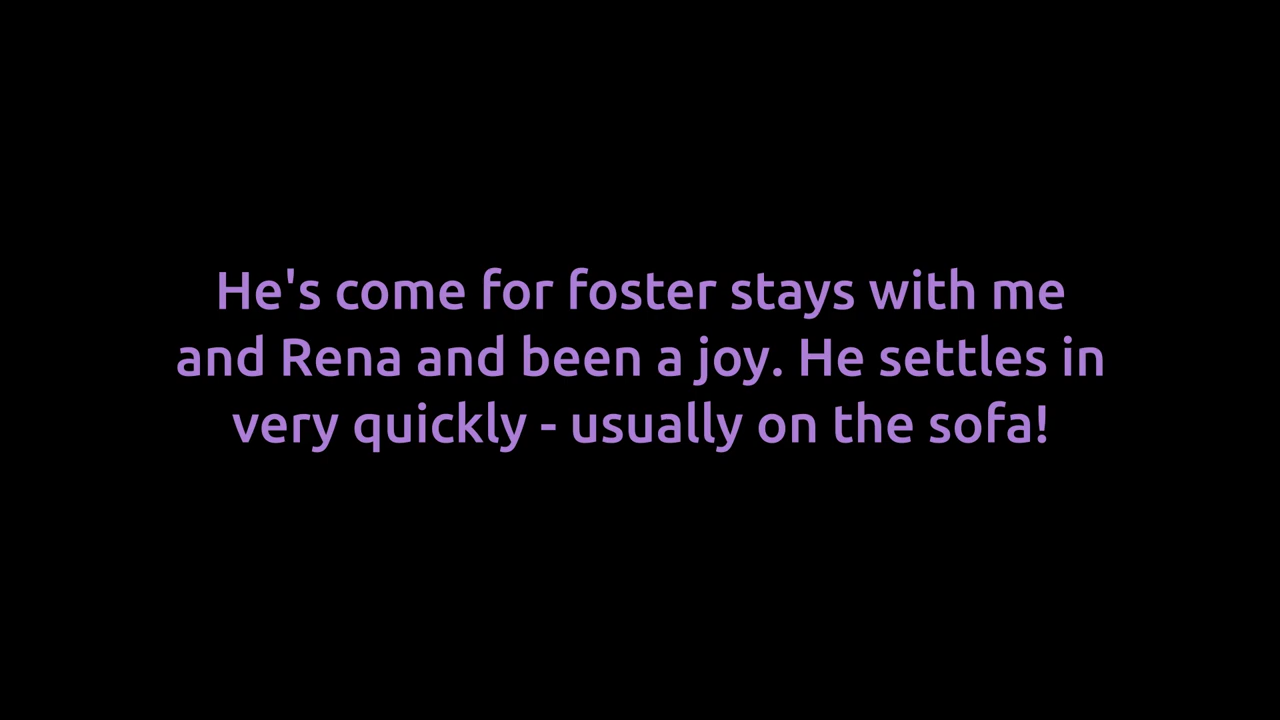 He's come for foster stays with me
and Rena and been a joy. He settles in
very quickly - usually on the sofa!